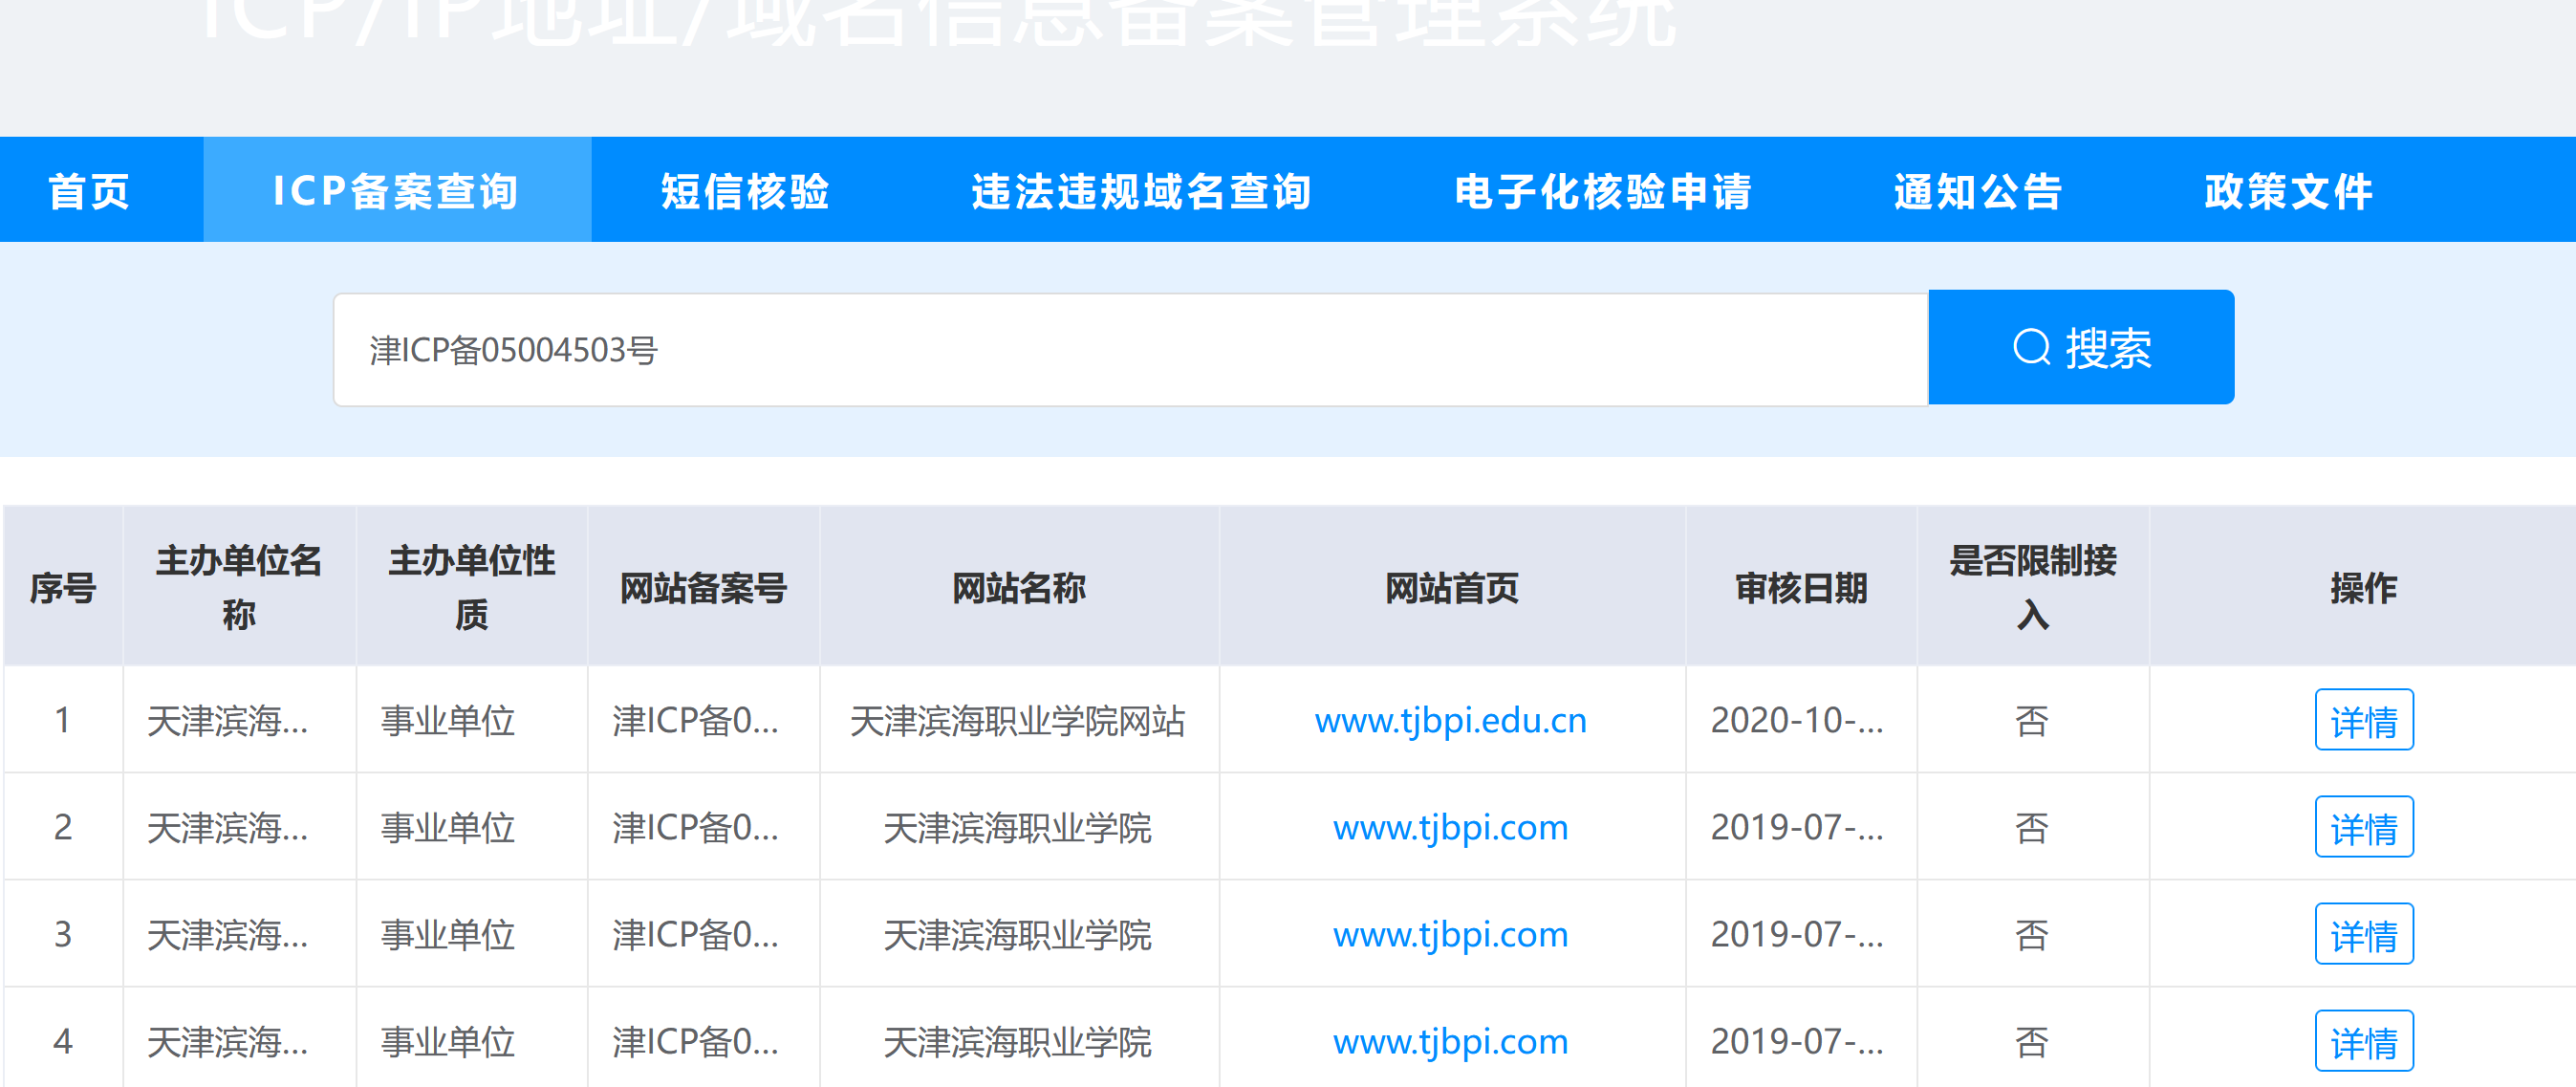 ICP/IP地址/域名信息备案管理系统
首页 ICP备案查询 短信核验 违法违规域名查询 电子化核验申请 通知公告 政策文件
津ICP备05004503号 搜索
序号 主办单位名称 主办单位性质 网站备案号 网站名称 网站首页 审核日期 是否限制接入 操作
1 天津滨海... 事业单位 津ICP备0... 天津滨海职业学院网站 www.tjbpi.edu.cn 2020-10-... 否 详情
2 天津滨海... 事业单位 津ICP备0... 天津滨海职业学院 www.tjbpi.com 2019-07-... 否 详情
3 天津滨海... 事业单位 津ICP备0... 天津滨海职业学院 www.tjbpi.com 2019-07-... 否 详情
4 天津滨海... 事业单位 津ICP备0... 天津滨海职业学院 www.tjbpi.com 2019-07-... 否 详情